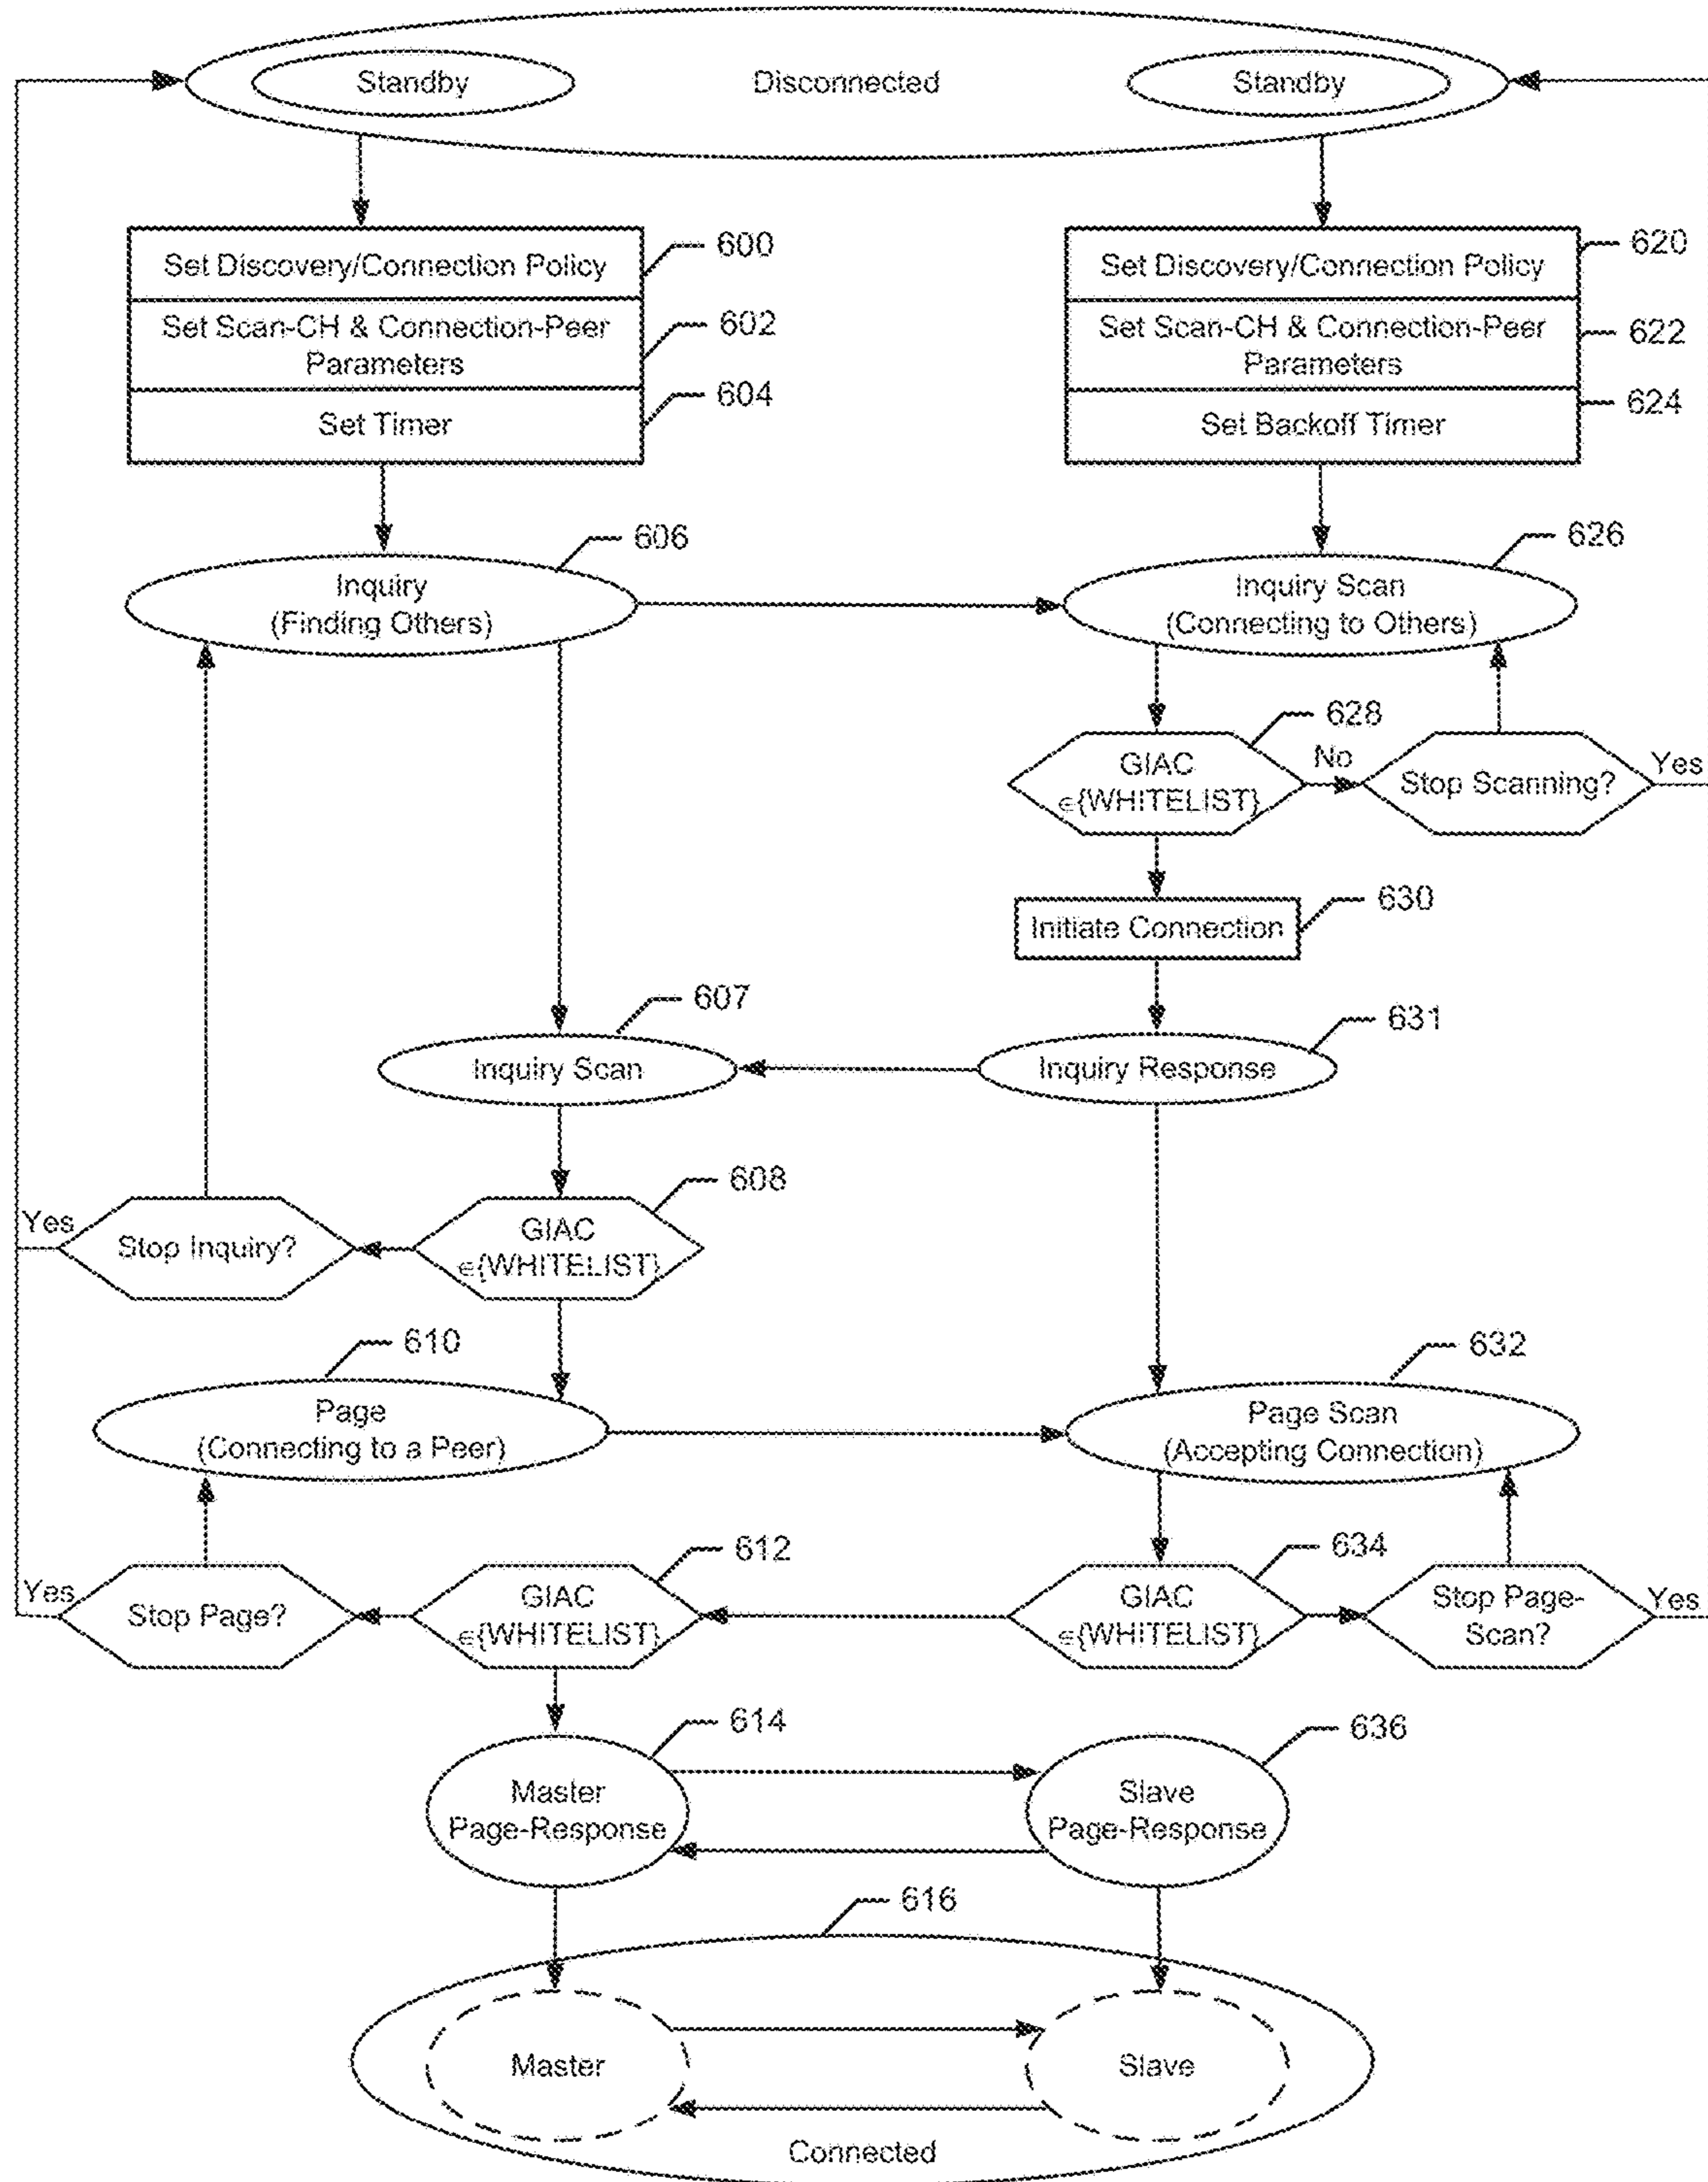 Standby
Disconnected
Standby
Set Discovery/Connection Policy
600
Set Scan-CH & Connection-Peer
Parameters
602
Set Timer
604
Set Discovery/Connection Policy
620
Set Scan-CH & Connection-Peer
Parameters
622
Set Backoff Timer
624
606
Inquiry
(Finding Others)
626
Inquiry Scan
(Connecting to Others)
628
GIAC
∈{WHITELIST}
No
Stop Scanning?
Yes
630
Initiate Connection
607
Inquiry Scan
631
Inquiry Response
608
Yes
Stop Inquiry?
GIAC
∈{WHITELIST}
610
Page
(Connecting to a Peer)
632
Page Scan
(Accepting Connection)
612
Yes
Stop Page?
GIAC
∈{WHITELIST}
634
GIAC
∈{WHITELIST}
Stop Page-
Scan?
Yes
614
Master
Page-Response
636
Slave
Page-Response
616
Master
Slave
Connected